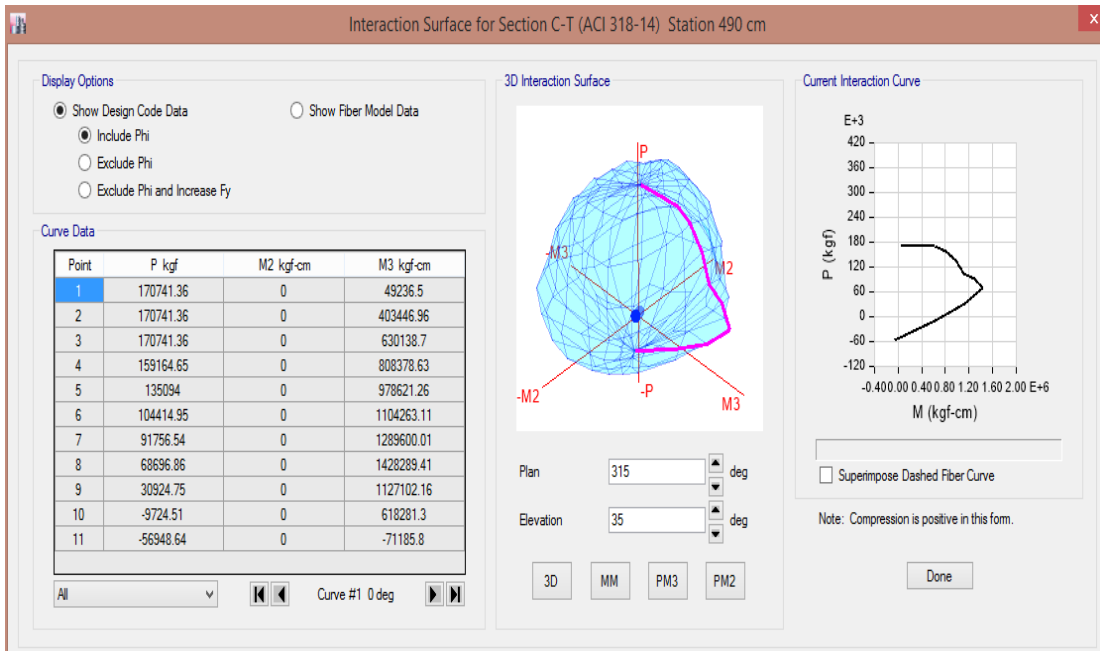 Interaction Surface for Section C-T (ACI 318-14) Station 490 cm
x
Display Options
Show Design Code Data
Show Fiber Model Data
Include Phi
Exclude Phi
Exclude Phi and Increase Fy
Curve Data
Point P kgf M2 kgf-cm M3 kgf-cm
1 170741.36 0 49236.5
2 170741.36 0 403446.96
3 170741.36 0 630138.7
4 159164.65 0 808378.63
5 135094 0 978621.26
6 104414.95 0 1104263.11
7 91756.54 0 1289600.01
8 68696.86 0 1428289.41
9 30924.75 0 1127102.16
10 -9724.51 0 618281.3
11 -56948.64 0 -71185.8
All
Curve #1 0 deg
3D Interaction Surface
P
-M3
M2
-M2
-P
M3
Plan 315 deg
Elevation 35 deg
3D MM PM3 PM2
Current Interaction Curve
E+3
420
360
300
240
180
120
60
0
-60
-120
P (kgf)
-0.400.00 0.40 0.80 1.20 1.60 2.00 E+6
M (kgf-cm)
Superimpose Dashed Fiber Curve
Note: Compression is positive in this form.
Done